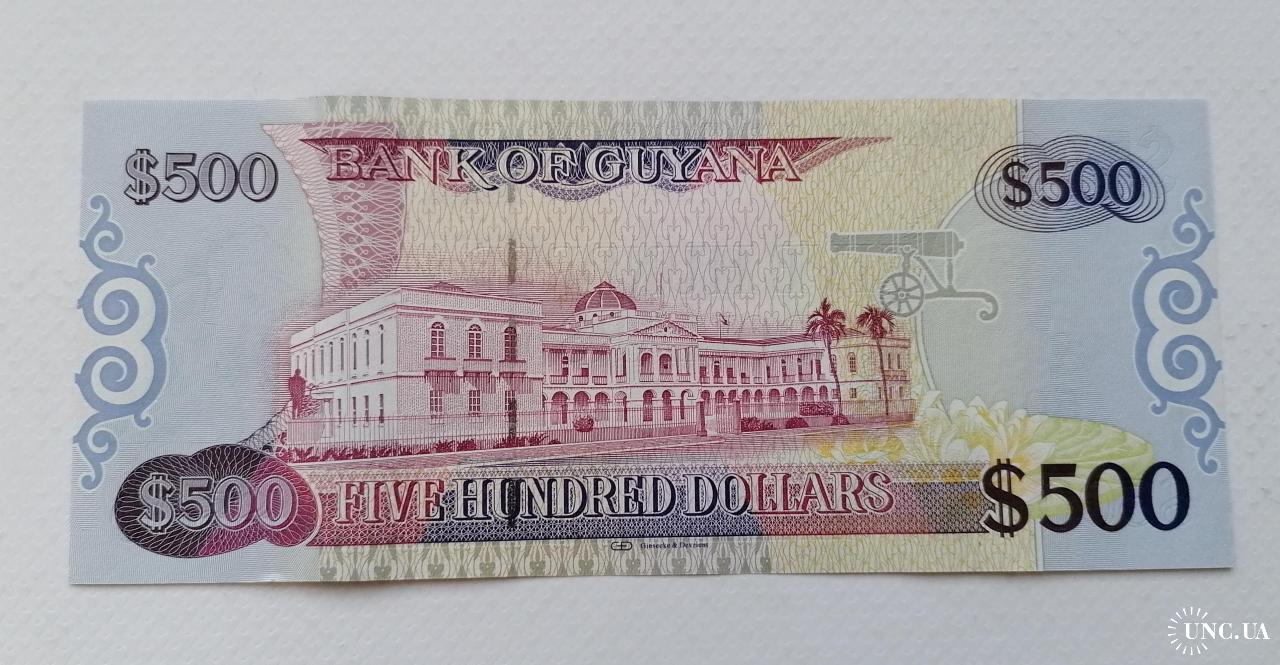 $500
BANK OF GUYANA
$500
$500
FIVE HUNDRED DOLLARS
$500
Giesecke & Devrient
UNC.UA